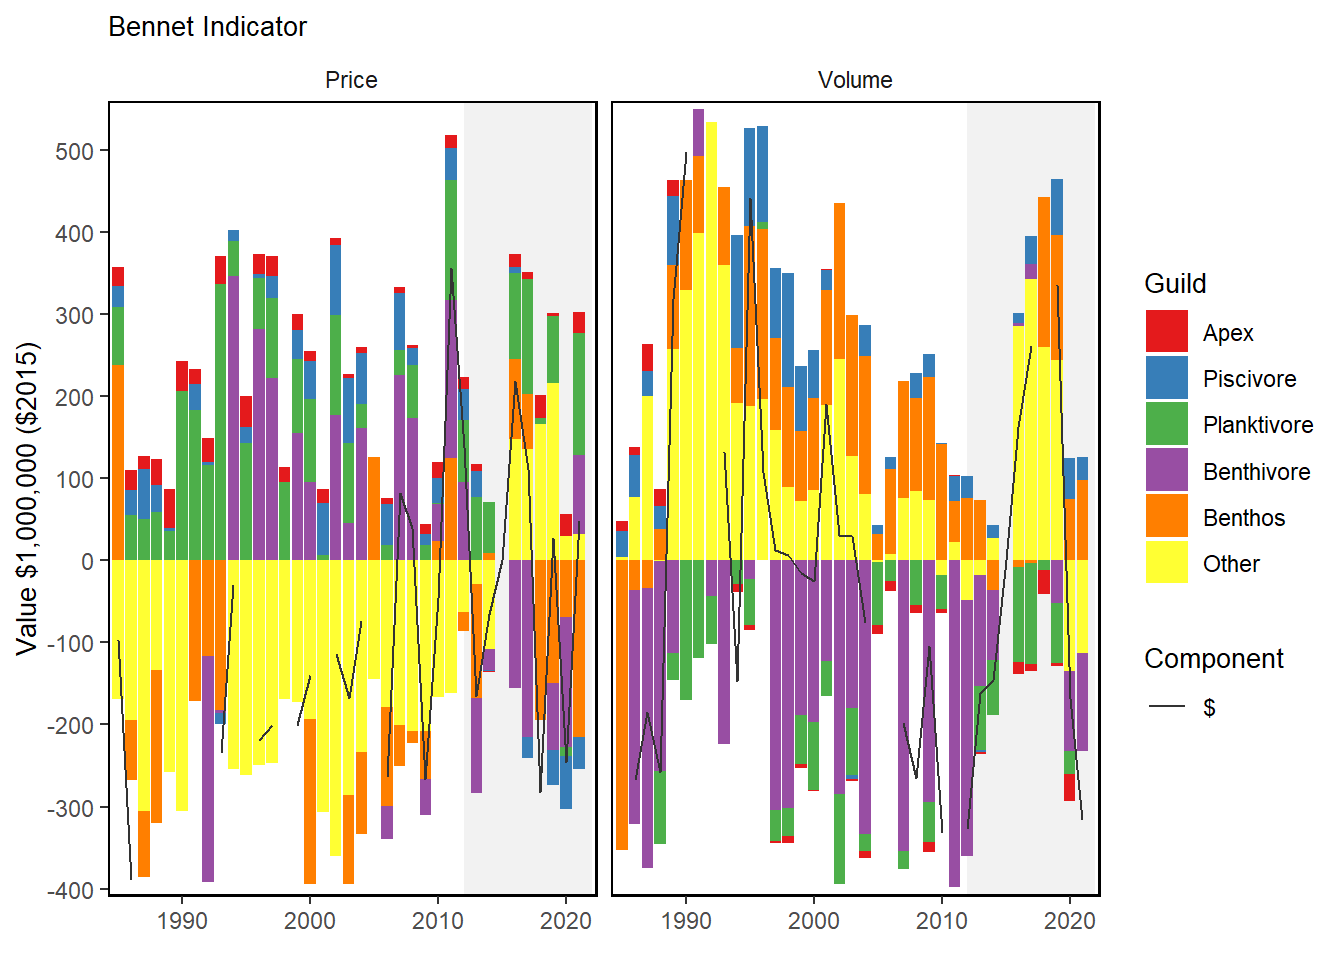 Bennet Indicator
Price
Volume
Value $1,000,000 ($2015)
500
400
300
200
100
0
-100
-200
-300
-400
1990
2000
2010
2020
1990
2000
2010
2020
Guild
Apex
Piscivore
Planktivore
Benthivore
Benthos
Other
Component
$